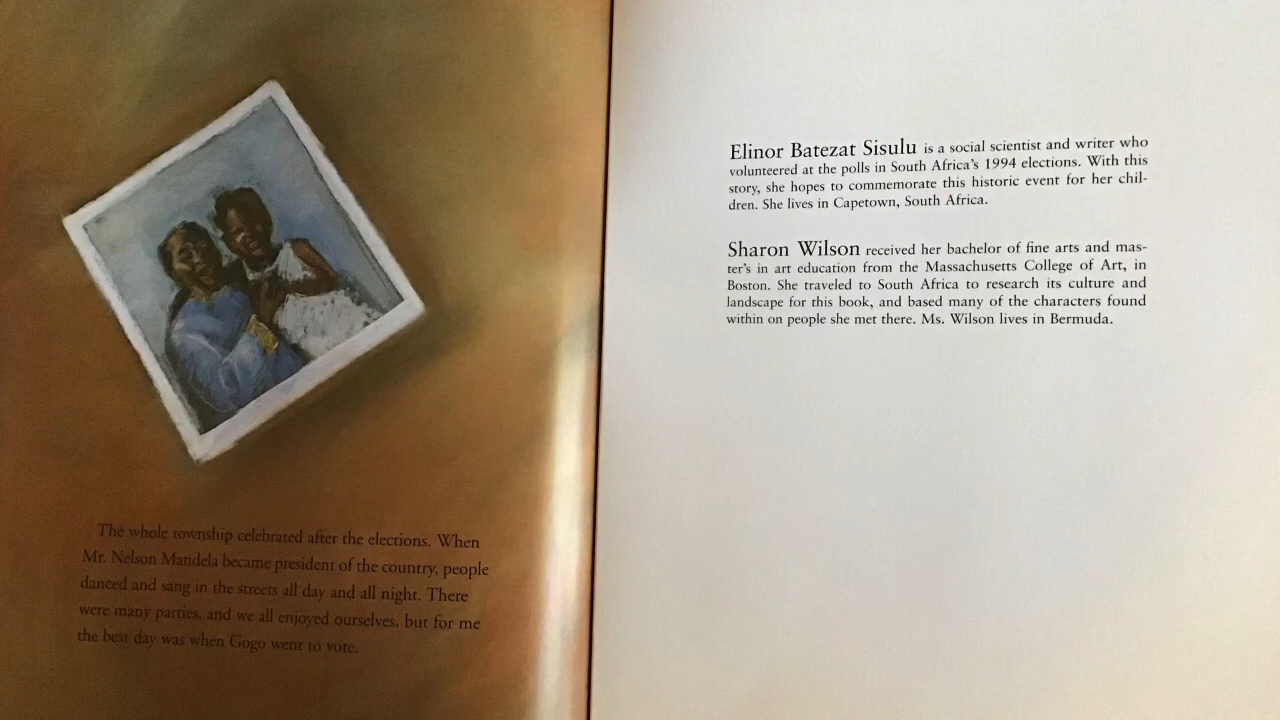 The whole township celebrated after the elections. When
Mr. Nelson Mandela became president of the country, people
danced and sang in the streets all day and all night. There
were many parties, and we all enjoyed ourselves, but for me
the best day was when Gogo went to vote.
Elinor Batezat Sisulu is a social scientist and writer who
volunteered at the polls in South Africa's 1994 elections. With this
story, she hopes to commemorate this historic event for her chil-
dren. She lives in Capetown, South Africa.
Sharon Wilson received her bachelor of fine arts and mas-
ter's in art education from the Massachusetts College of Art, in
Boston. She traveled to South Africa to research its culture and
landscape for this book, and based many of the characters found
within on people she met there. Ms. Wilson lives in Bermuda.